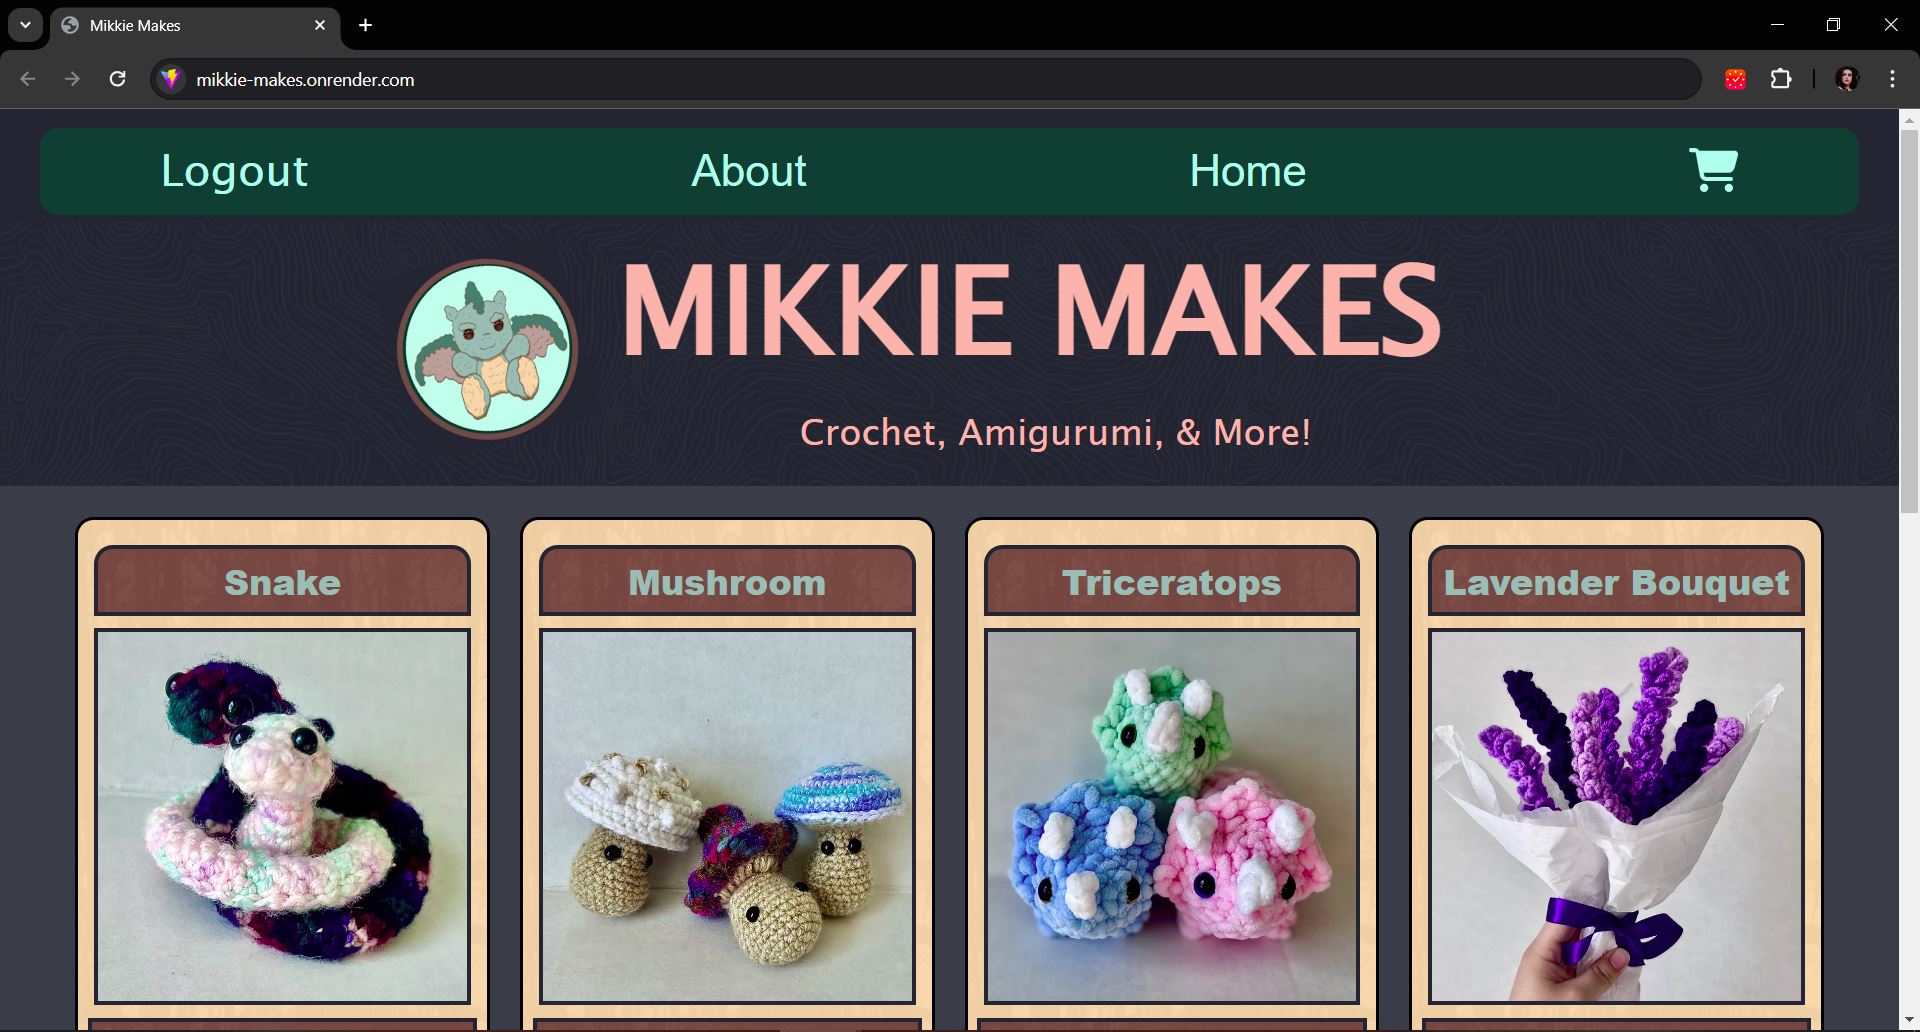 Mikkie Makes
mikkie-makes.onrender.com
Logout About Home
MIKKIE MAKES
Crochet, Amigurumi, & More!
Snake
Mushroom
Triceratops
Lavender Bouquet